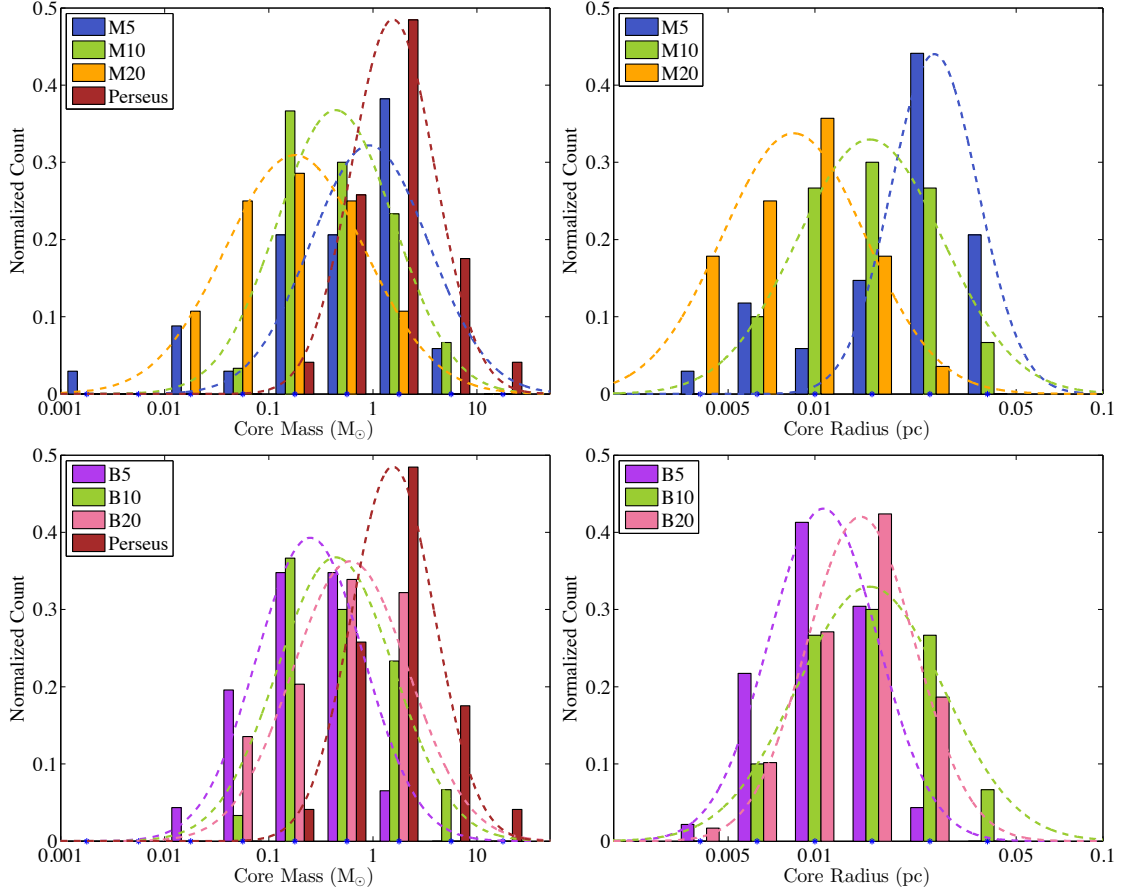 M5
M10
M20
Perseus
Normalized Count
0.5
0.4
0.3
0.2
0.1
0
0.001
0.01
0.1
1
10
Core Mass (M☉)
M5
M10
M20
Normalized Count
0.5
0.4
0.3
0.2
0.1
0
0.005
0.01
0.05
0.1
Core Radius (pc)
B5
B10
B20
Perseus
Normalized Count
0.5
0.4
0.3
0.2
0.1
0
0.001
0.01
0.1
1
10
Core Mass (M☉)
B5
B10
B20
Normalized Count
0.5
0.4
0.3
0.2
0.1
0
0.005
0.01
0.05
0.1
Core Radius (pc)